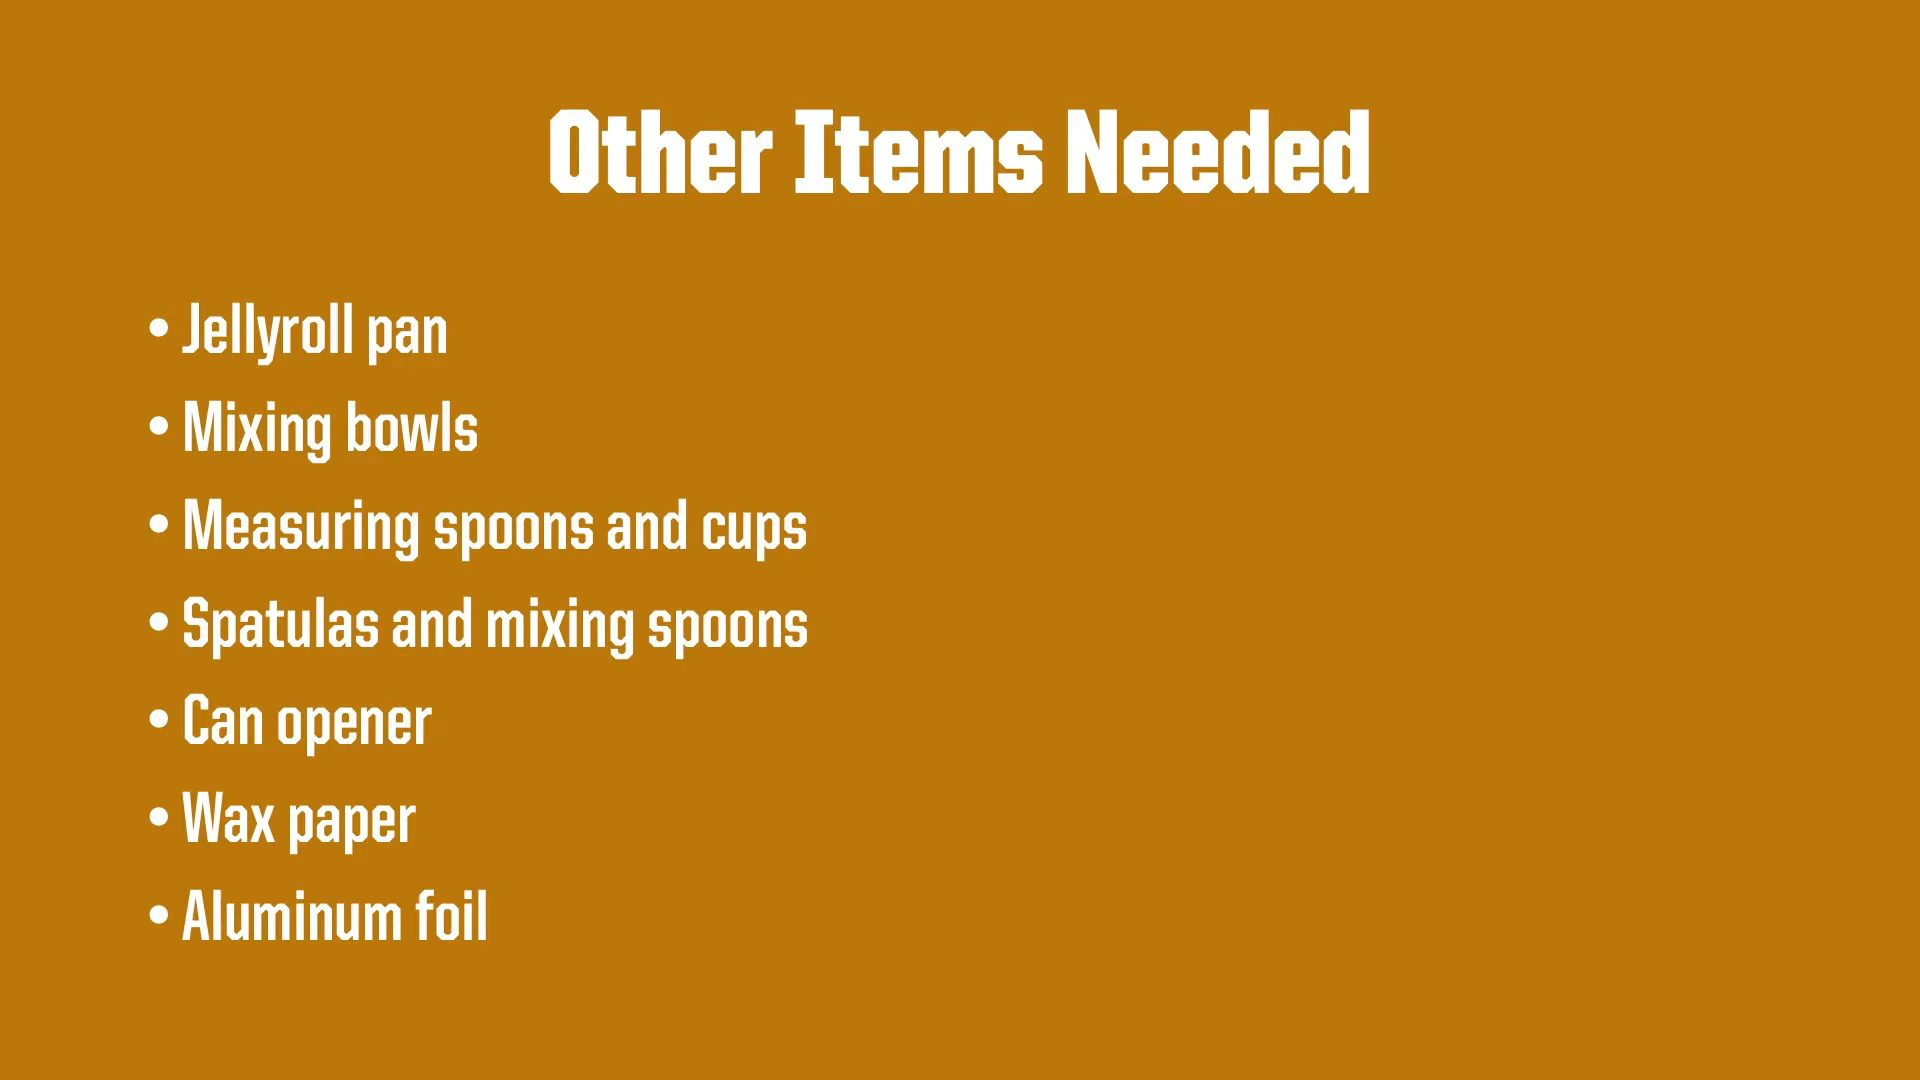 Other Items Needed
• Jellyroll pan
• Mixing bowls
• Measuring spoons and cups
• Spatulas and mixing spoons
• Can opener
• Wax paper
• Aluminum foil